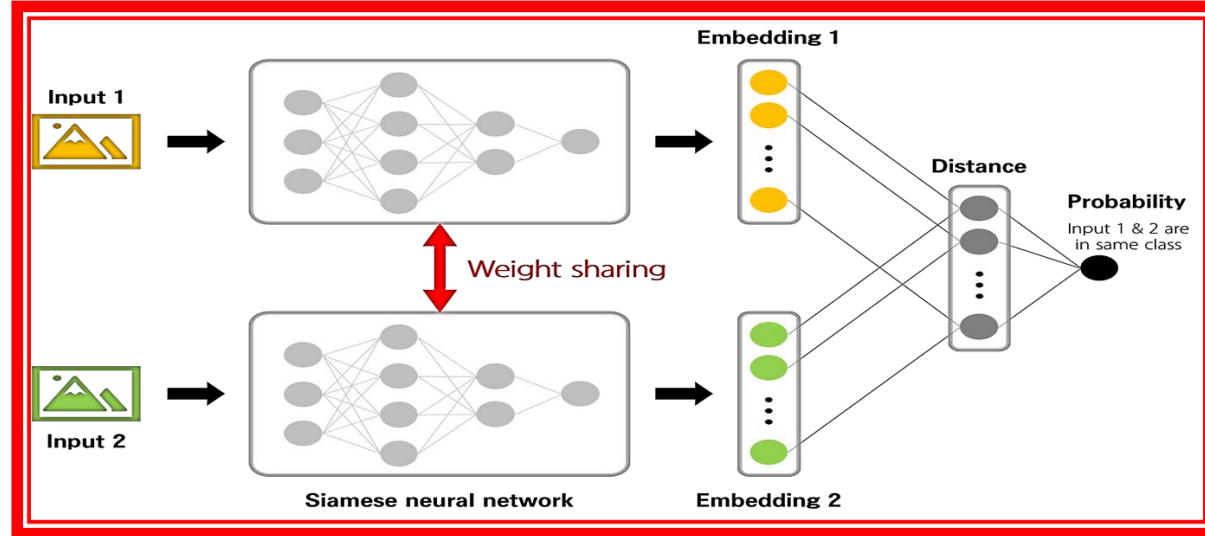 Embedding 1
Input 1
Distance
Probability
Input 1 & 2 are
in same class
Weight sharing
Input 2
Siamese neural network
Embedding 2